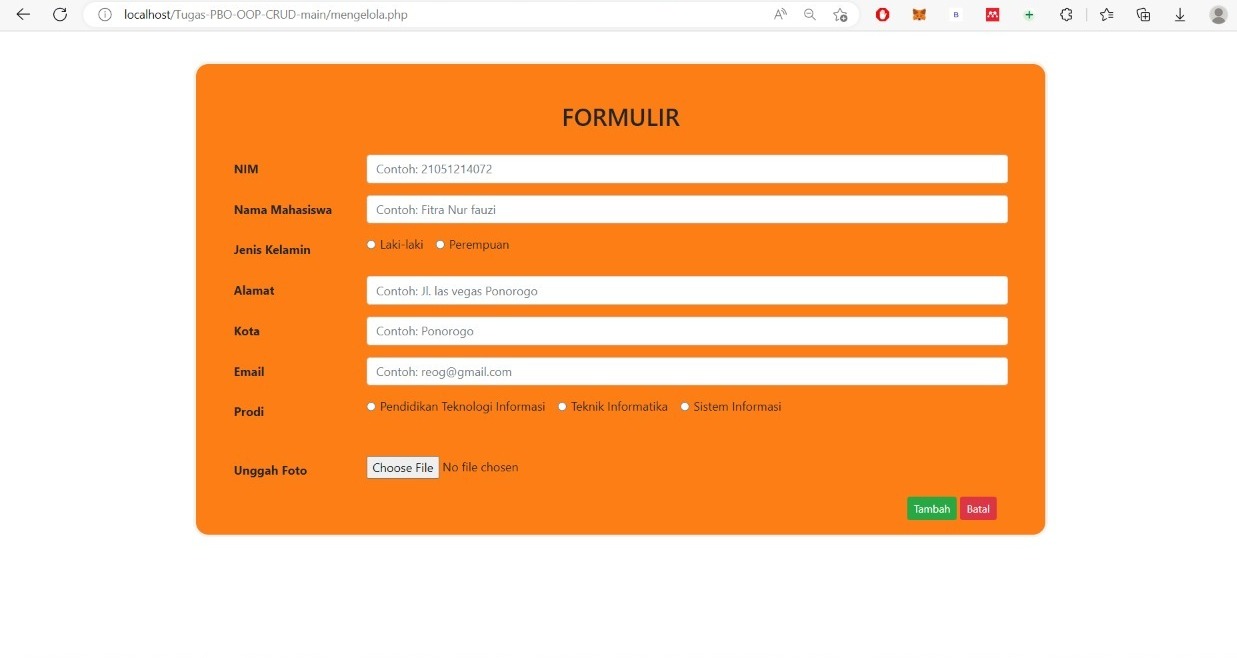 localhost/Tugas-PBO-OOP-CRUD-main/mengelola.php
FORMULIR
NIM Contoh: 21051214072
Nama Mahasiswa Contoh: Fitra Nur fauzi
Jenis Kelamin Laki-laki Perempuan
Alamat Contoh: Jl. las vegas Ponorogo
Kota Contoh: Ponorogo
Email Contoh: reog@gmail.com
Prodi Pendidikan Teknologi Informasi Teknik Informatika Sistem Informasi
Unggah Foto Choose File No file chosen
Tambah Batal